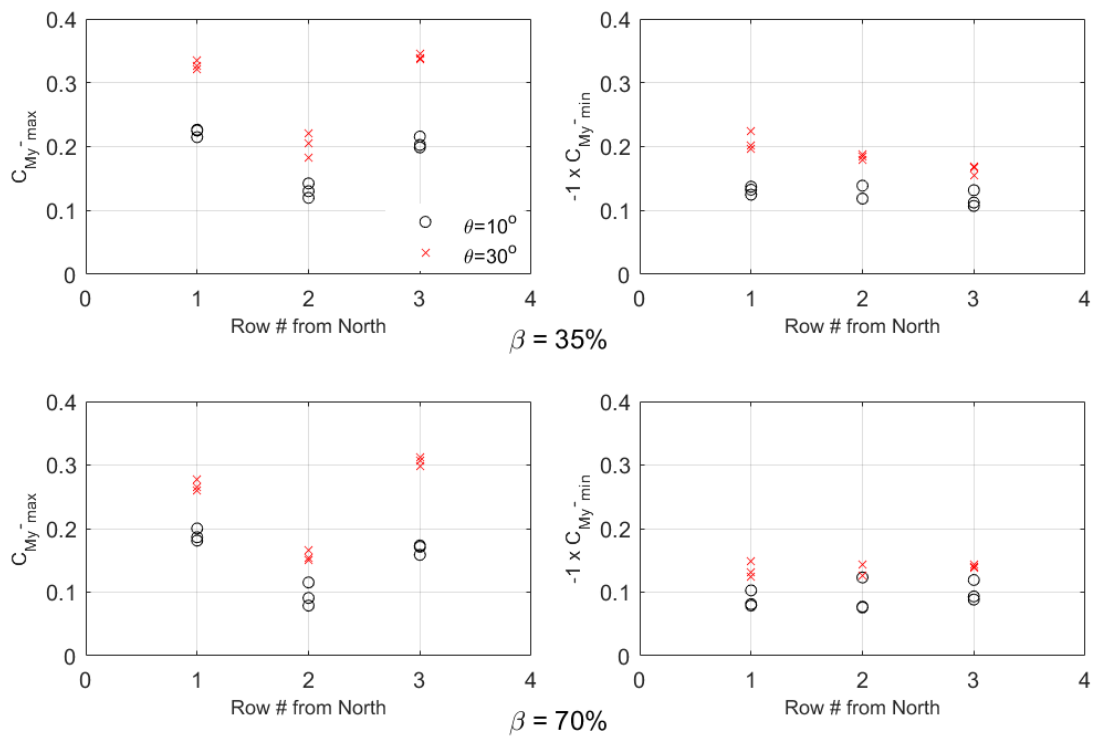 0.4
0.3
0.2
0.1
0
C_My-max
θ=10°
θ=30°
0 1 2 3 4
Row # from North
0.4
0.3
0.2
0.1
0
-1 x C_My-min
0 1 2 3 4
Row # from North
β = 35%
0.4
0.3
0.2
0.1
0
C_My-max
0 1 2 3 4
Row # from North
0.4
0.3
0.2
0.1
0
-1 x C_My-min
0 1 2 3 4
Row # from North
β = 70%